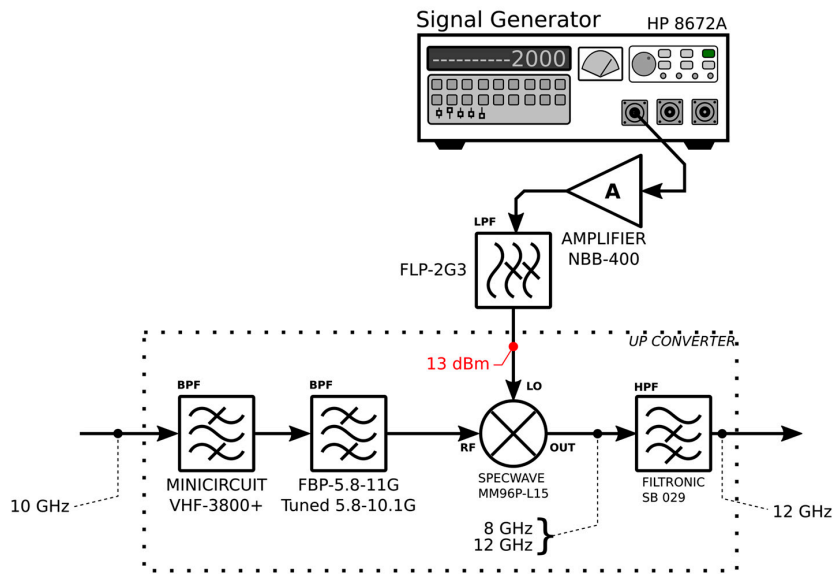 Signal Generator
HP 8672A
----------2000
A
LPF
AMPLIFIER
NBB-400
FLP-2G3
UP CONVERTER
13 dBm
LO
BPF
BPF
HPF
RF
OUT
MINICIRCUIT
VHF-3800+
FBP-5.8-11G
Tuned 5.8-10.1G
SPECWAVE
MM96P-L15
FILTRONIC
SB 029
10 GHz
8 GHz
12 GHz
12 GHz